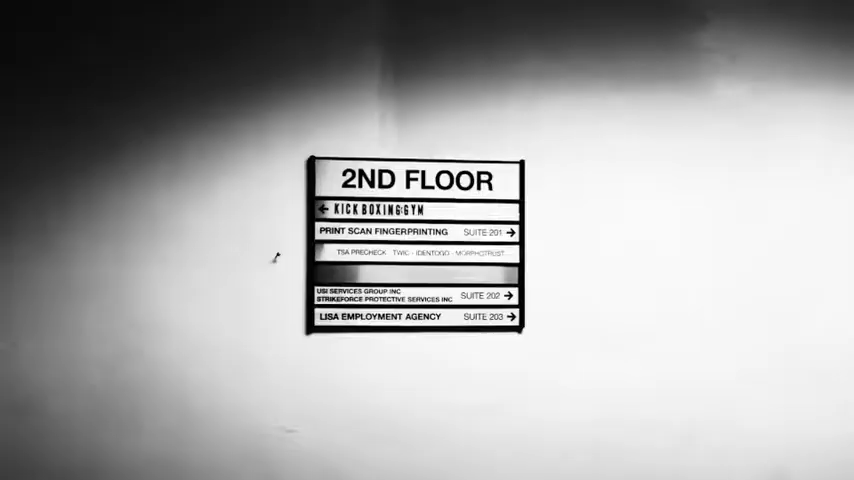 2ND FLOOR
← KICKBOXING GYM
PRINT SCAN FINGERPRINTING SUITE 201 →
TSA PRECHECK - TWIC - IDENTOGO - MORPHOTRUST
USI SERVICES GROUP INC
STRIKEFORCE PROTECTIVE SERVICES INC SUITE 202 →
LISA EMPLOYMENT AGENCY SUITE 203 →